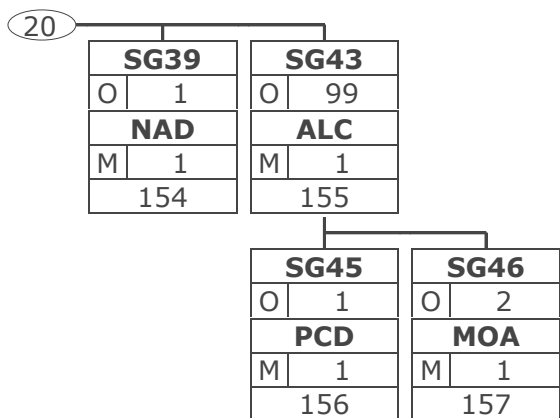 20
SG39 SG43
O 1 O 99
NAD ALC
M 1 M 1
154 155
SG45 SG46
O 1 O 2
PCD MOA
M 1 M 1
156 157